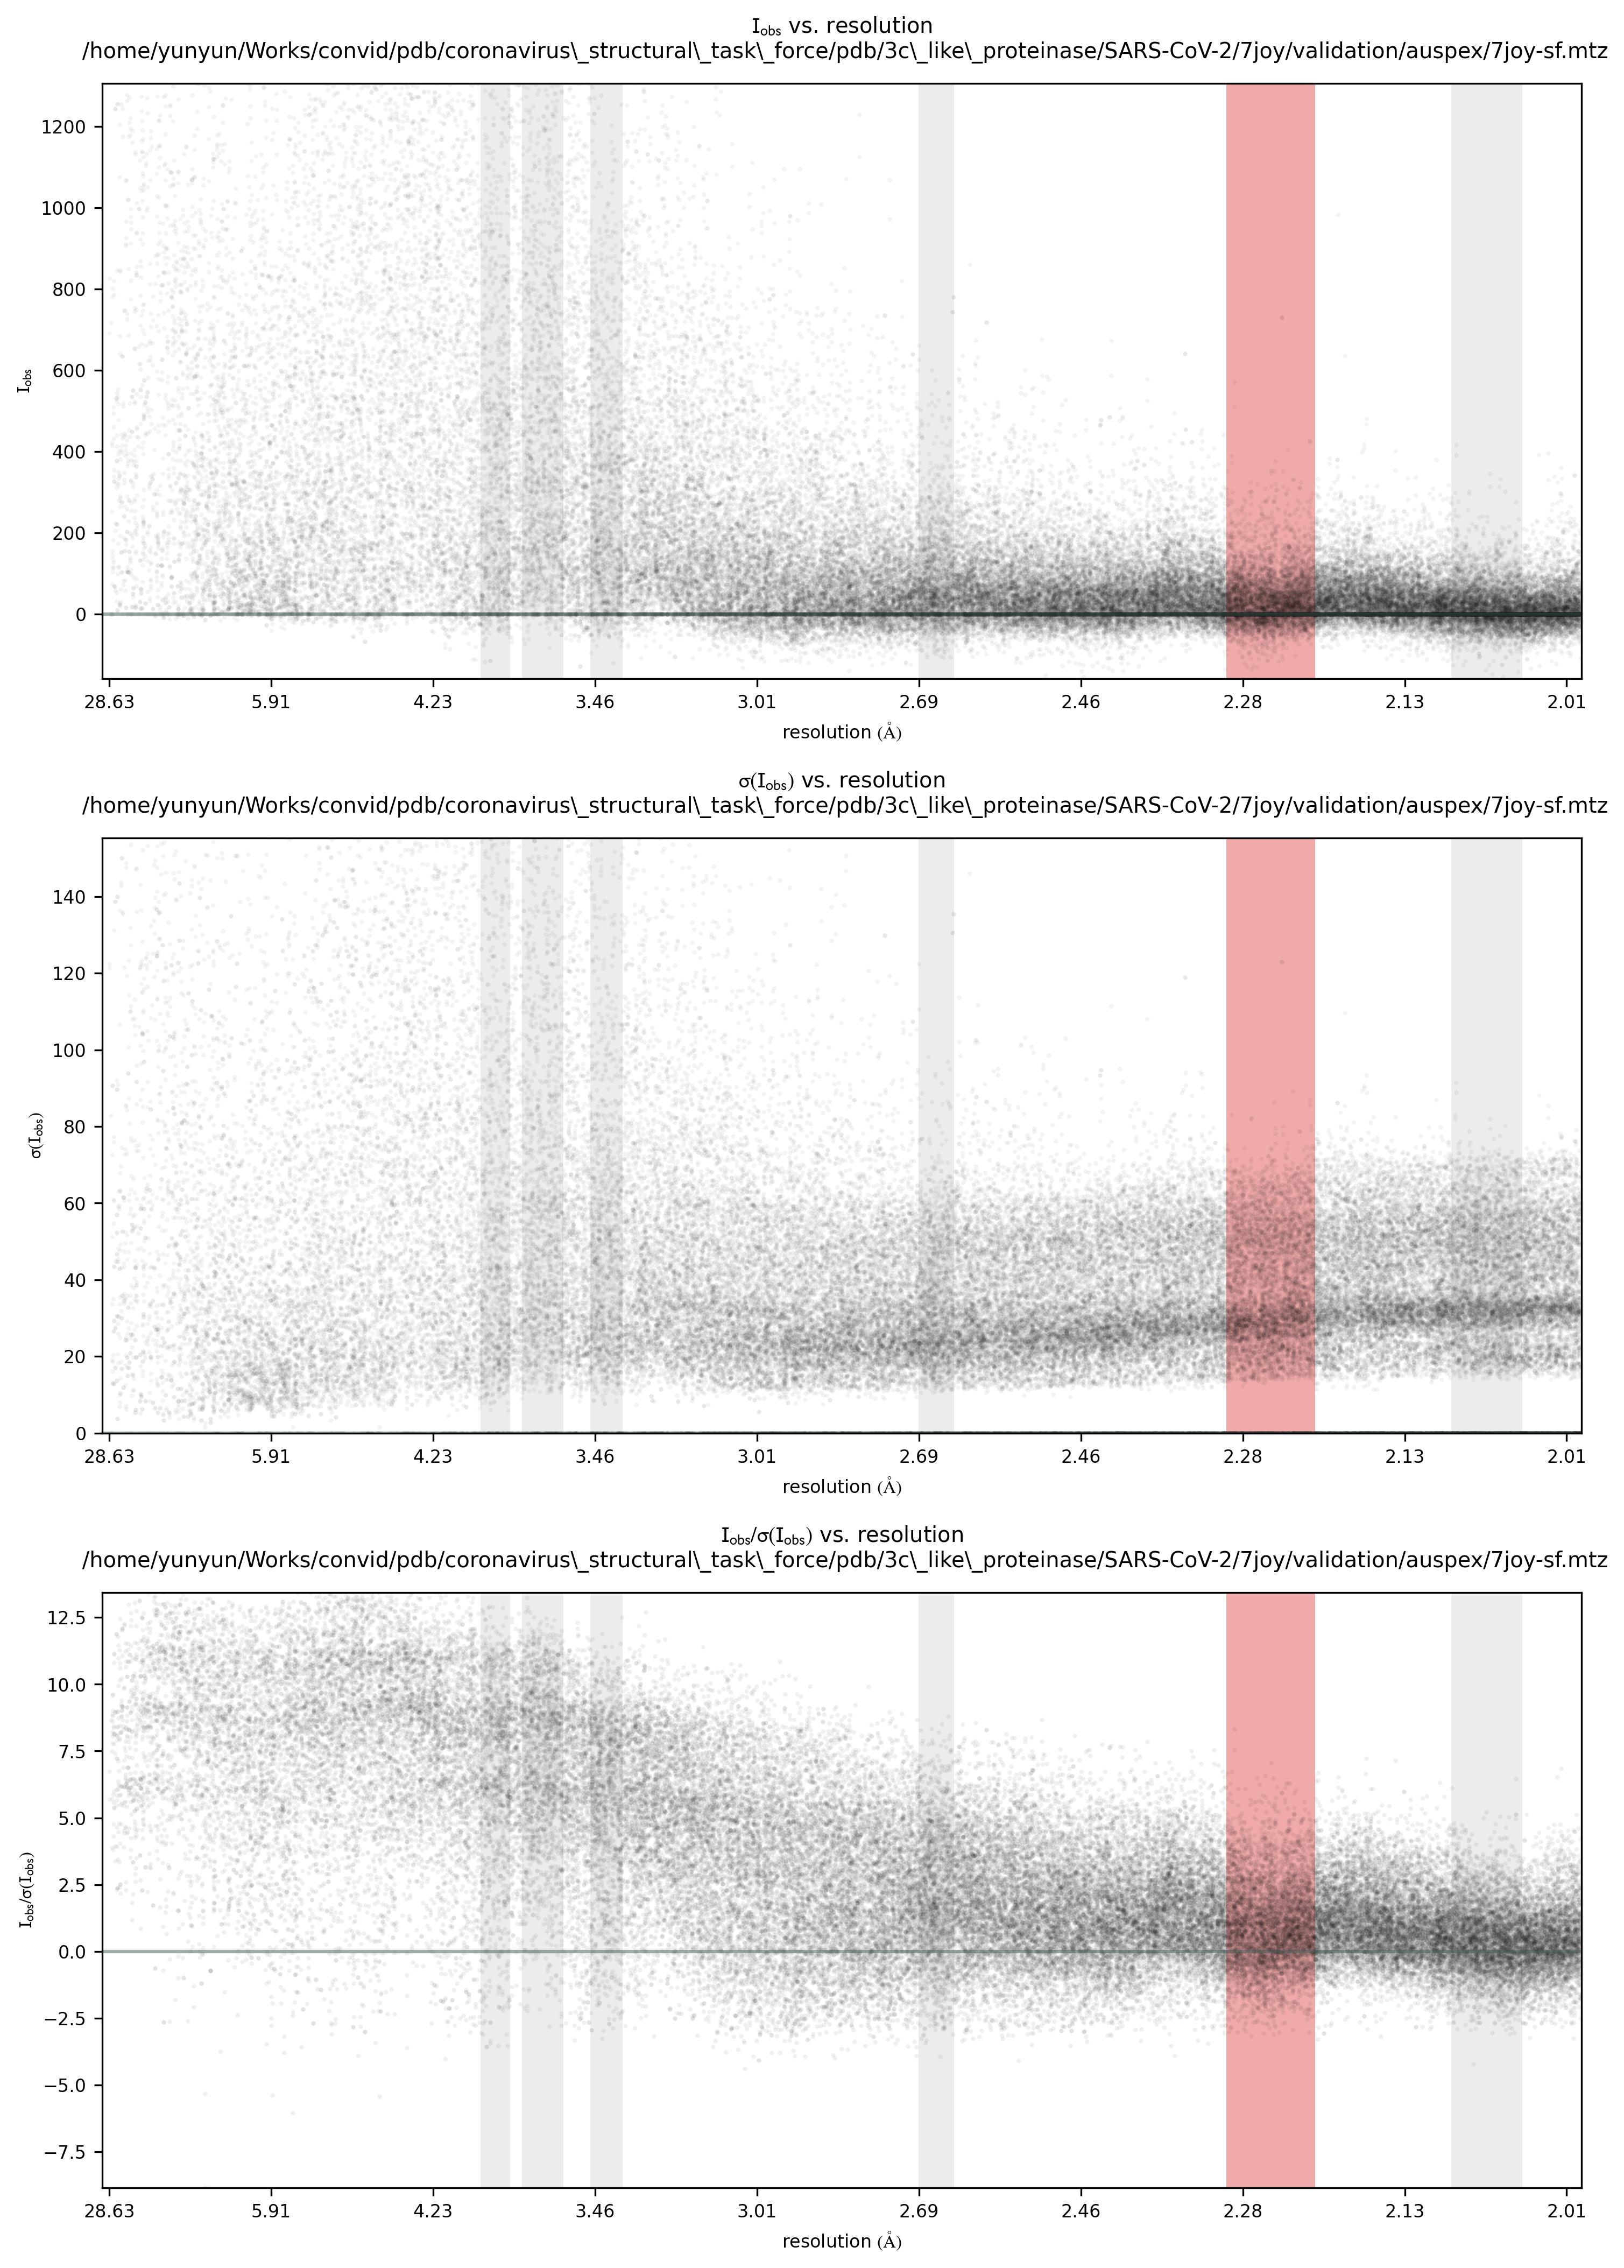 Iobs vs. resolution
/home/yunyun/Works/convid/pdb/coronavirus\_structural\_task\_force/pdb/3c\_like\_proteinase/SARS-CoV-2/7joy/validation/auspex/7joy-sf.mtz
1200
1000
800
600
400
200
0
Iobs
28.63 5.91 4.23 3.46 3.01 2.69 2.46 2.28 2.13 2.01
resolution (Å)
σ(Iobs) vs. resolution
/home/yunyun/Works/convid/pdb/coronavirus\_structural\_task\_force/pdb/3c\_like\_proteinase/SARS-CoV-2/7joy/validation/auspex/7joy-sf.mtz
140
120
100
80
60
40
20
0
σ(Iobs)
28.63 5.91 4.23 3.46 3.01 2.69 2.46 2.28 2.13 2.01
resolution (Å)
Iobs/σ(Iobs) vs. resolution
/home/yunyun/Works/convid/pdb/coronavirus\_structural\_task\_force/pdb/3c\_like\_proteinase/SARS-CoV-2/7joy/validation/auspex/7joy-sf.mtz
12.5
10.0
7.5
5.0
2.5
0.0
−2.5
−5.0
−7.5
Iobs/σ(Iobs)
28.63 5.91 4.23 3.46 3.01 2.69 2.46 2.28 2.13 2.01
resolution (Å)